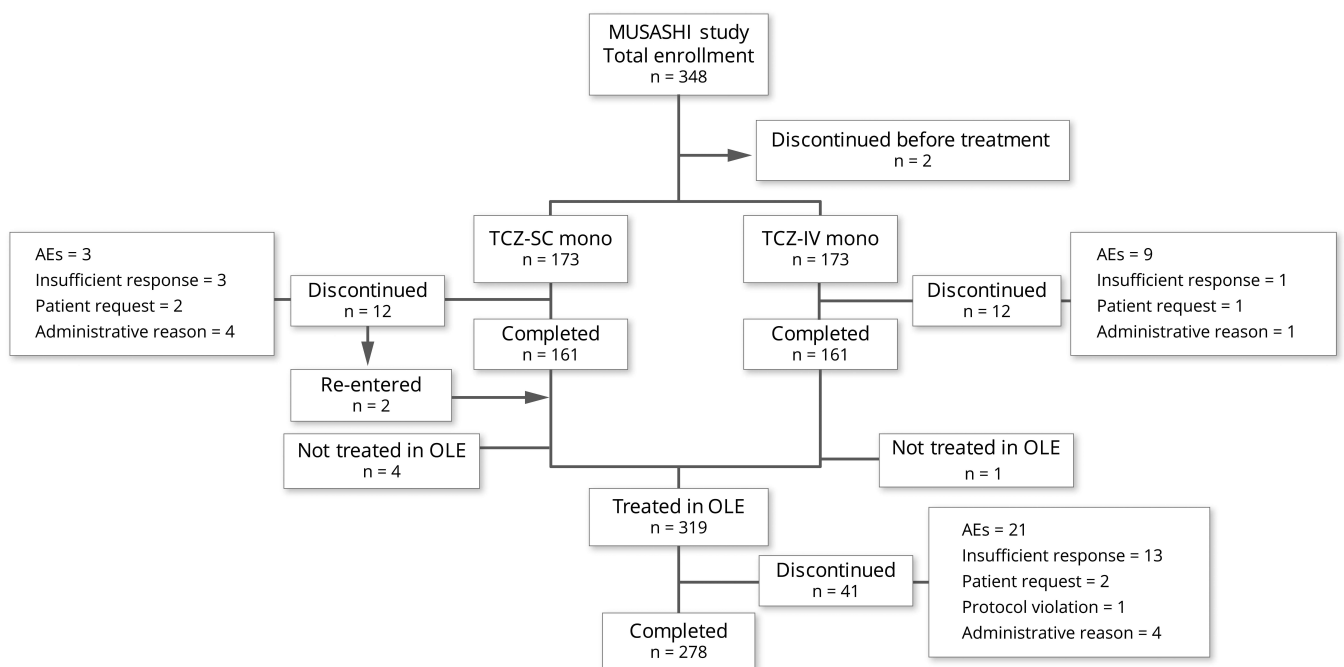 MUSASHI study
Total enrollment
n = 348
Discontinued before treatment
n = 2
TCZ-SC mono
n = 173
TCZ-IV mono
n = 173
AEs = 3
Insufficient response = 3
Patient request = 2
Administrative reason = 4
Discontinued
n = 12
Completed
n = 161
Completed
n = 161
Discontinued
n = 12
AEs = 9
Insufficient response = 1
Patient request = 1
Administrative reason = 1
Re-entered
n = 2
Not treated in OLE
n = 4
Not treated in OLE
n = 1
Treated in OLE
n = 319
Discontinued
n = 41
AEs = 21
Insufficient response = 13
Patient request = 2
Protocol violation = 1
Administrative reason = 4
Completed
n = 278